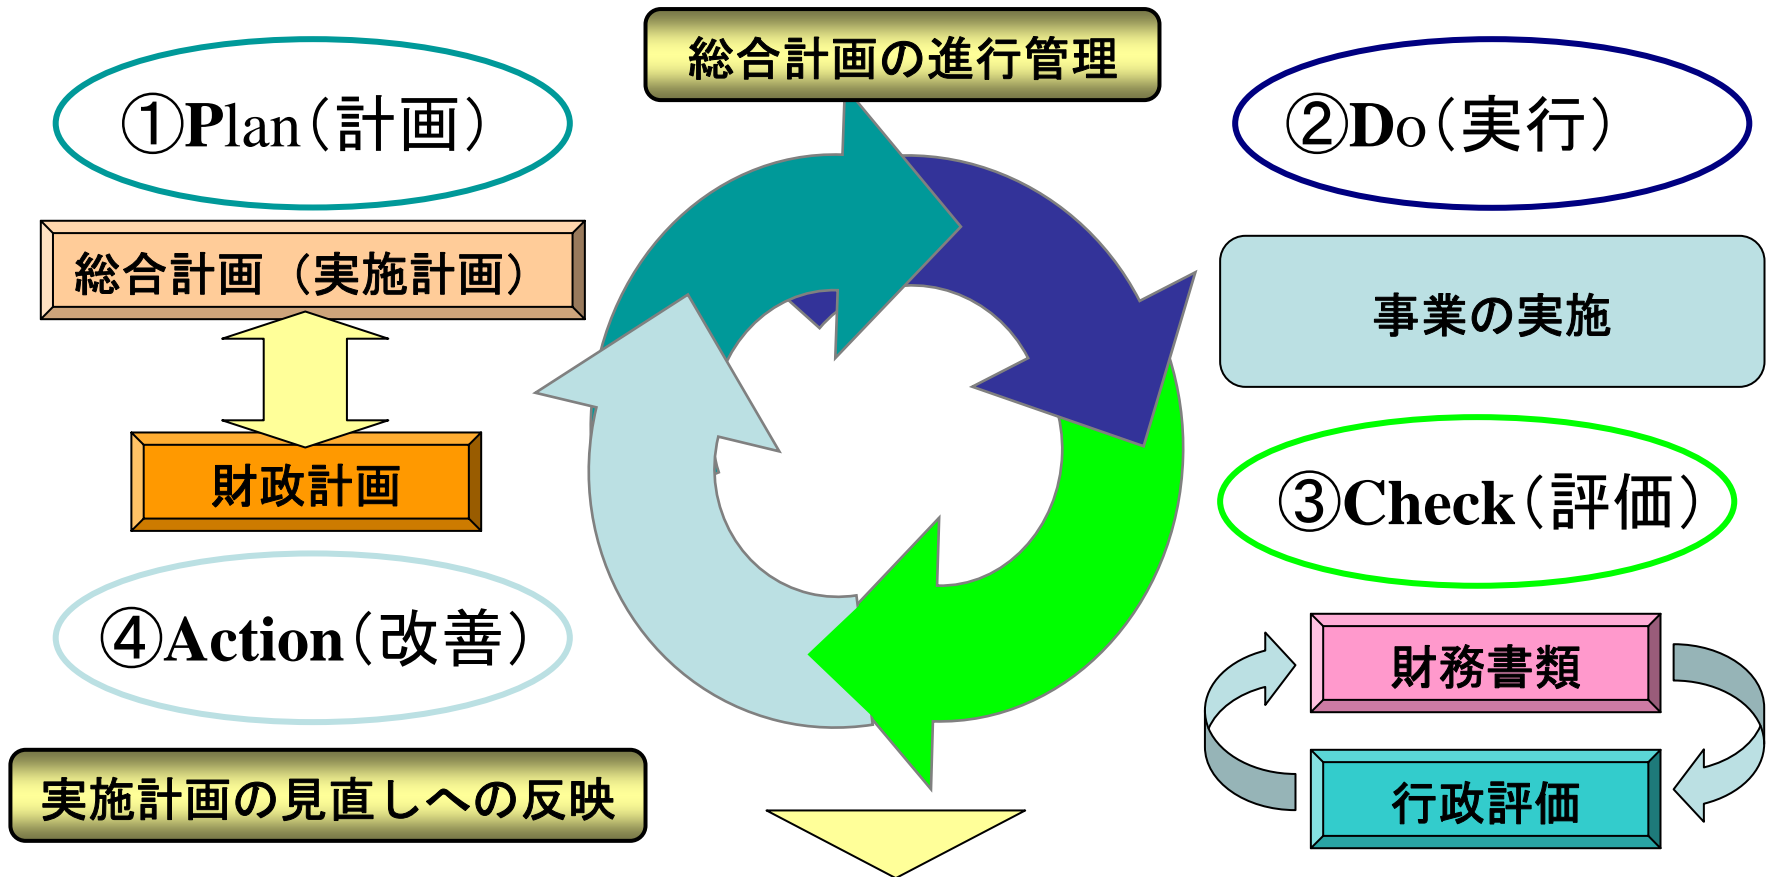 総合計画の進行管理
①Plan（計画）
総合計画（実施計画）
財政計画
②Do（実行）
事業の実施
③Check（評価）
財務書類
行政評価
④Action（改善）
実施計画の見直しへの反映